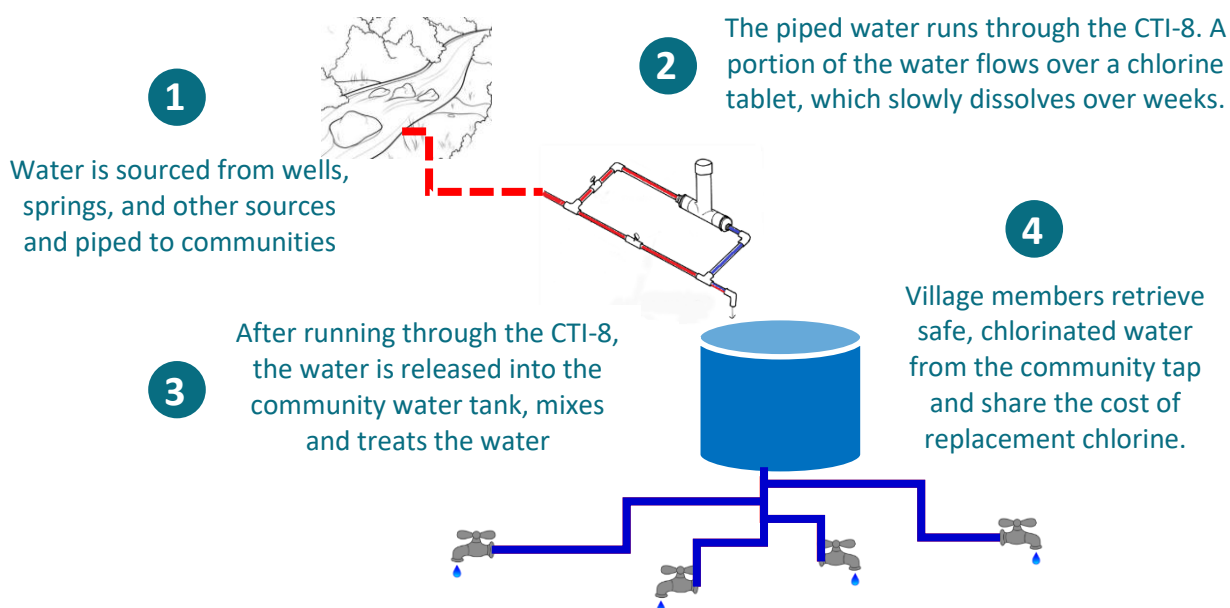 1
Water is sourced from wells,
springs, and other sources
and piped to communities
2
The piped water runs through the CTI-8. A
portion of the water flows over a chlorine
tablet, which slowly dissolves over weeks.
3
After running through the CTI-8,
the water is released into the
community water tank, mixes
and treats the water
4
Village members retrieve
safe, chlorinated water
from the community tap
and share the cost of
replacement chlorine.